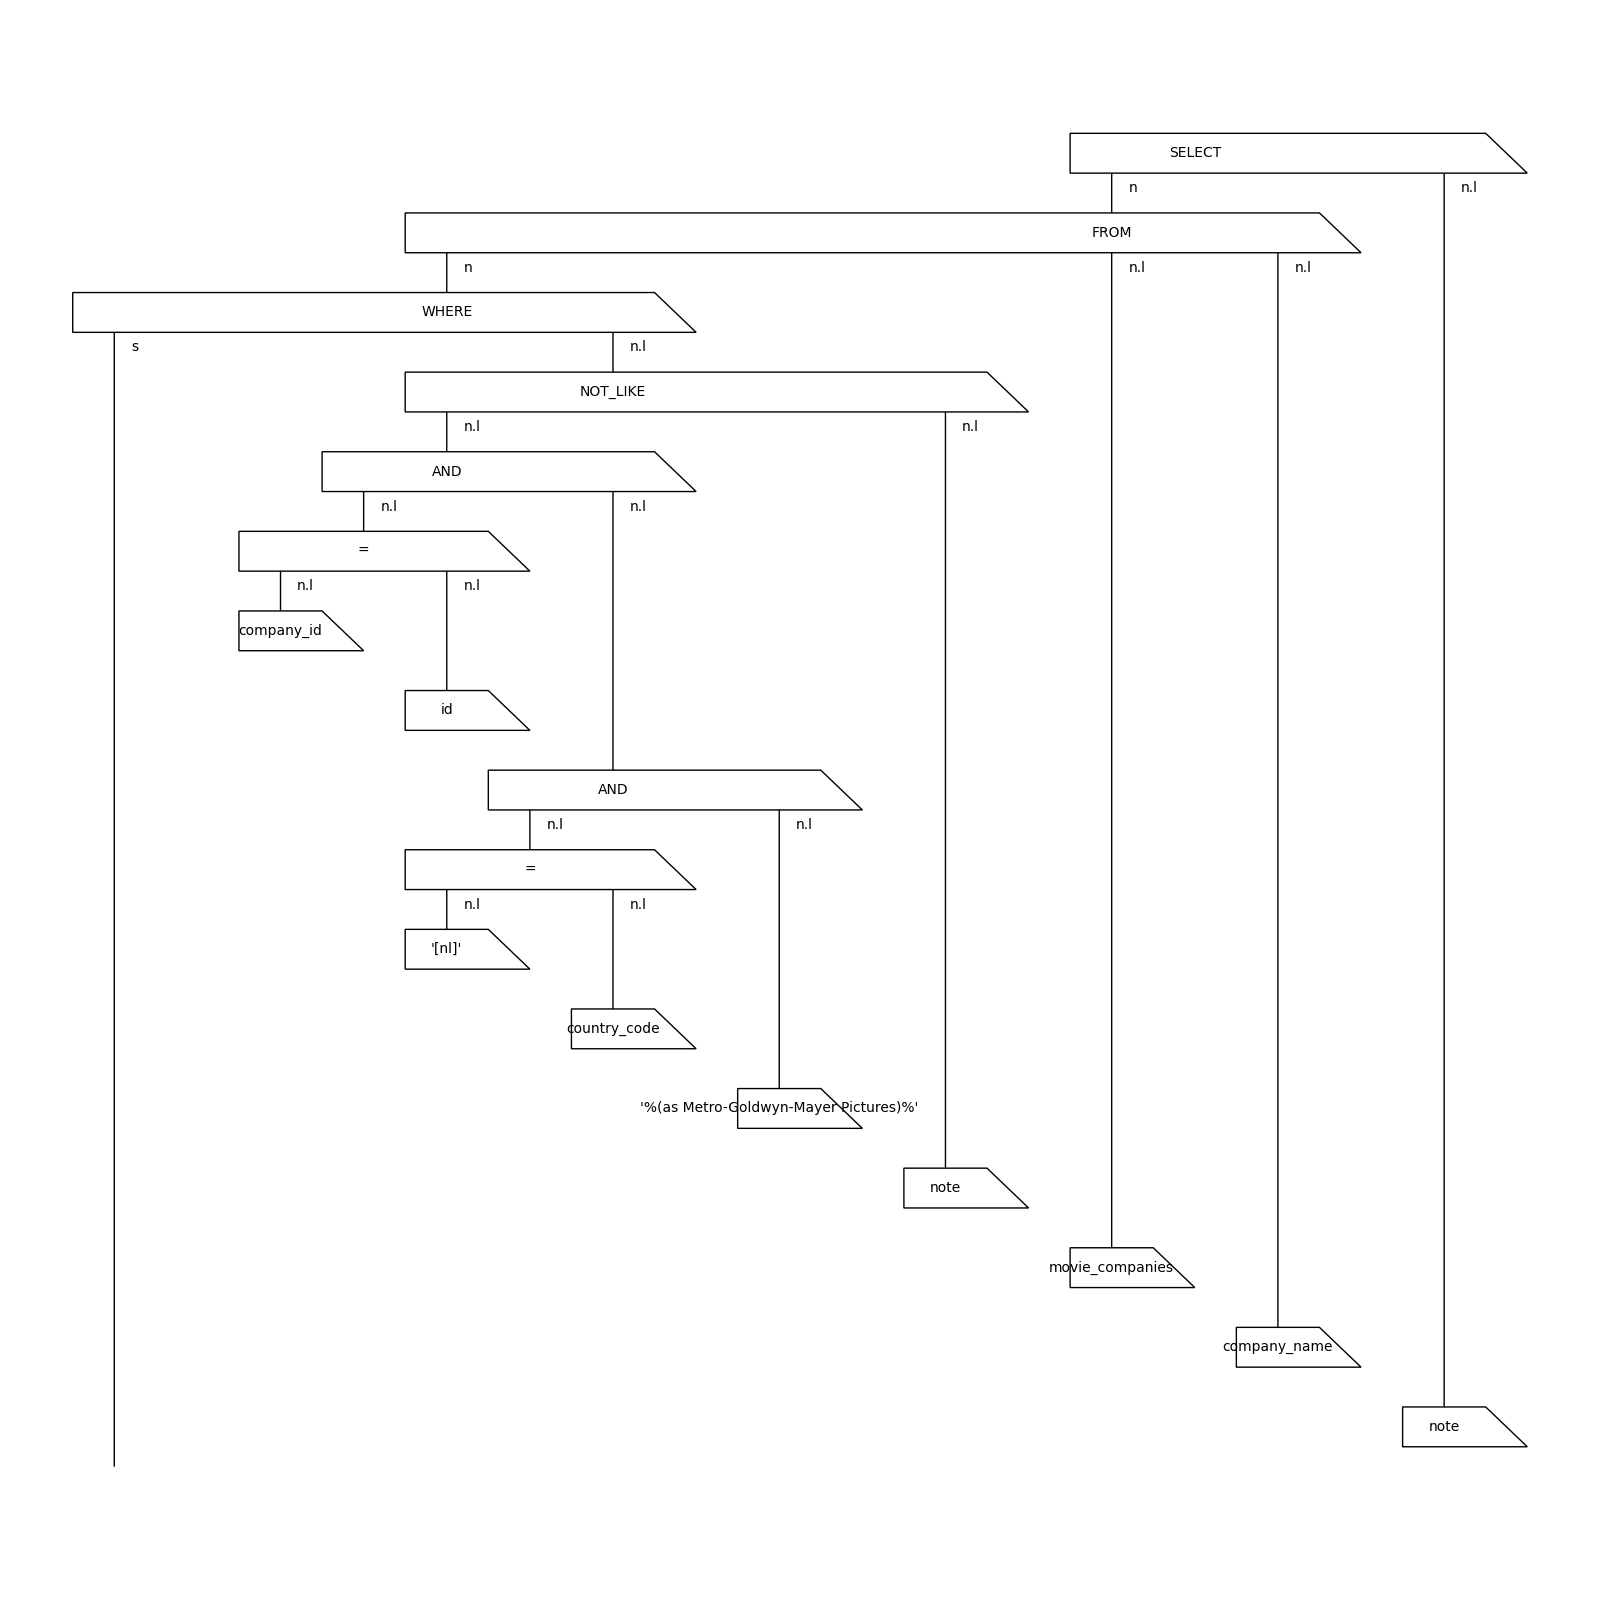 SELECT
n n.l
FROM
n n.l n.l
WHERE
s n.l
NOT_LIKE
n.l n.l
AND
n.l n.l
=
n.l n.l
company_id
id
AND
n.l n.l
=
n.l n.l
'[nl]'
country_code
'%(as Metro-Goldwyn-Mayer Pictures)%'
note
movie_companies
company_name
note